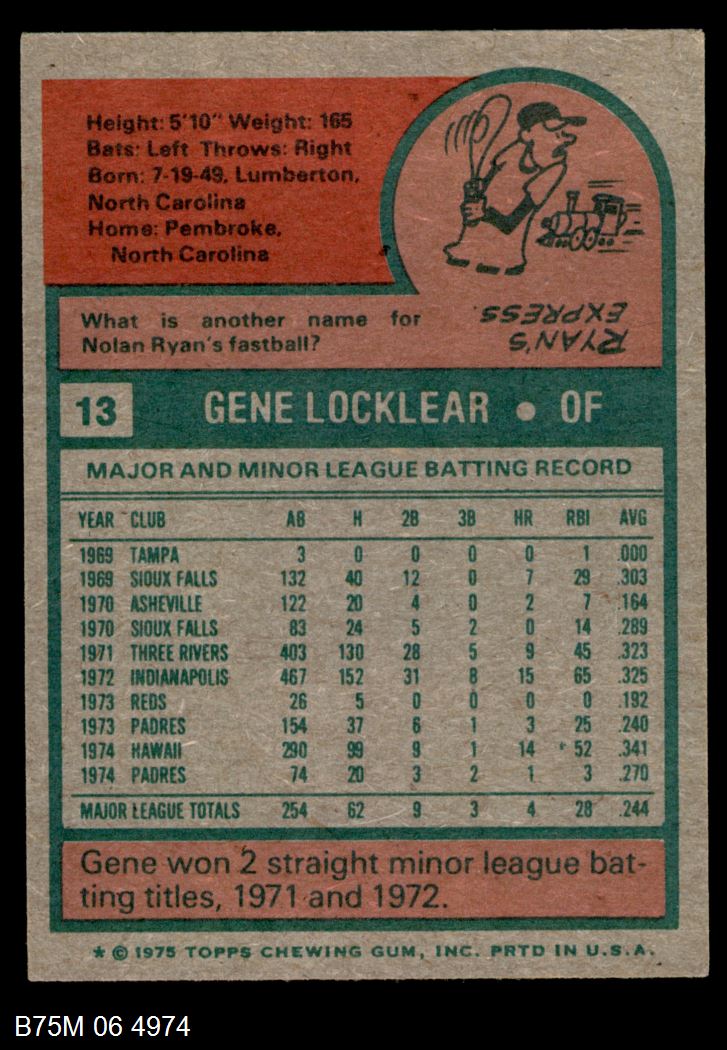 Height: 5'10" Weight: 165
Bats: Left Throws: Right
Born: 7-19-49, Lumberton,
North Carolina
Home: Pembroke,
North Carolina
What is another name for
Nolan Ryan's fastball?
RYAN'S
EXPRESS.
13 GENE LOCKLEAR • OF
MAJOR AND MINOR LEAGUE BATTING RECORD
YEAR CLUB AB H 2B 3B HR RBI AVG
1969 TAMPA 3 0 0 0 0 1 .000
1969 SIOUX FALLS 132 40 12 0 7 29 .303
1970 ASHEVILLE 122 20 4 0 2 7 .164
1970 SIOUX FALLS 83 24 5 2 0 14 .289
1971 THREE RIVERS 403 130 28 5 9 45 .323
1972 INDIANAPOLIS 467 152 31 8 15 65 .325
1973 REDS 26 5 0 0 0 0 .192
1973 PADRES 154 37 6 1 3 25 .240
1974 HAWAII 290 99 9 1 14 52 .341
1974 PADRES 74 20 3 2 1 3 .270
MAJOR LEAGUE TOTALS 254 62 9 3 4 28 .244
Gene won 2 straight minor league bat-
ting titles, 1971 and 1972.
* © 1975 TOPPS CHEWING GUM, INC. PRTD IN U.S.A.
B75M 06 4974